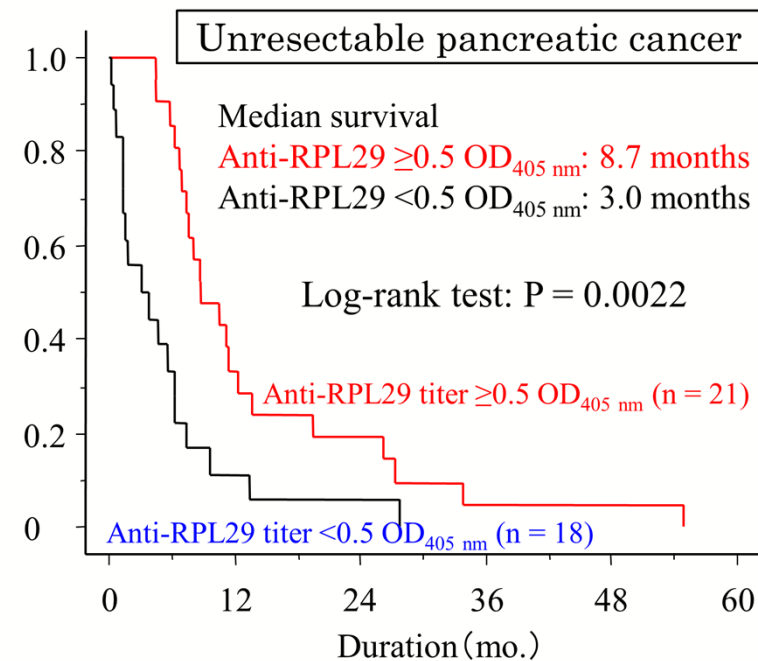 Unresectable pancreatic cancer
Median survival
Anti-RPL29 ≥0.5 OD405 nm: 8.7 months
Anti-RPL29 <0.5 OD405 nm: 3.0 months
Log-rank test: P = 0.0022
Anti-RPL29 titer ≥0.5 OD405 nm (n = 21)
Anti-RPL29 titer <0.5 OD405 nm (n = 18)
1.0
0.8
0.6
0.4
0.2
0
0 12 24 36 48 60
Duration(mo.)